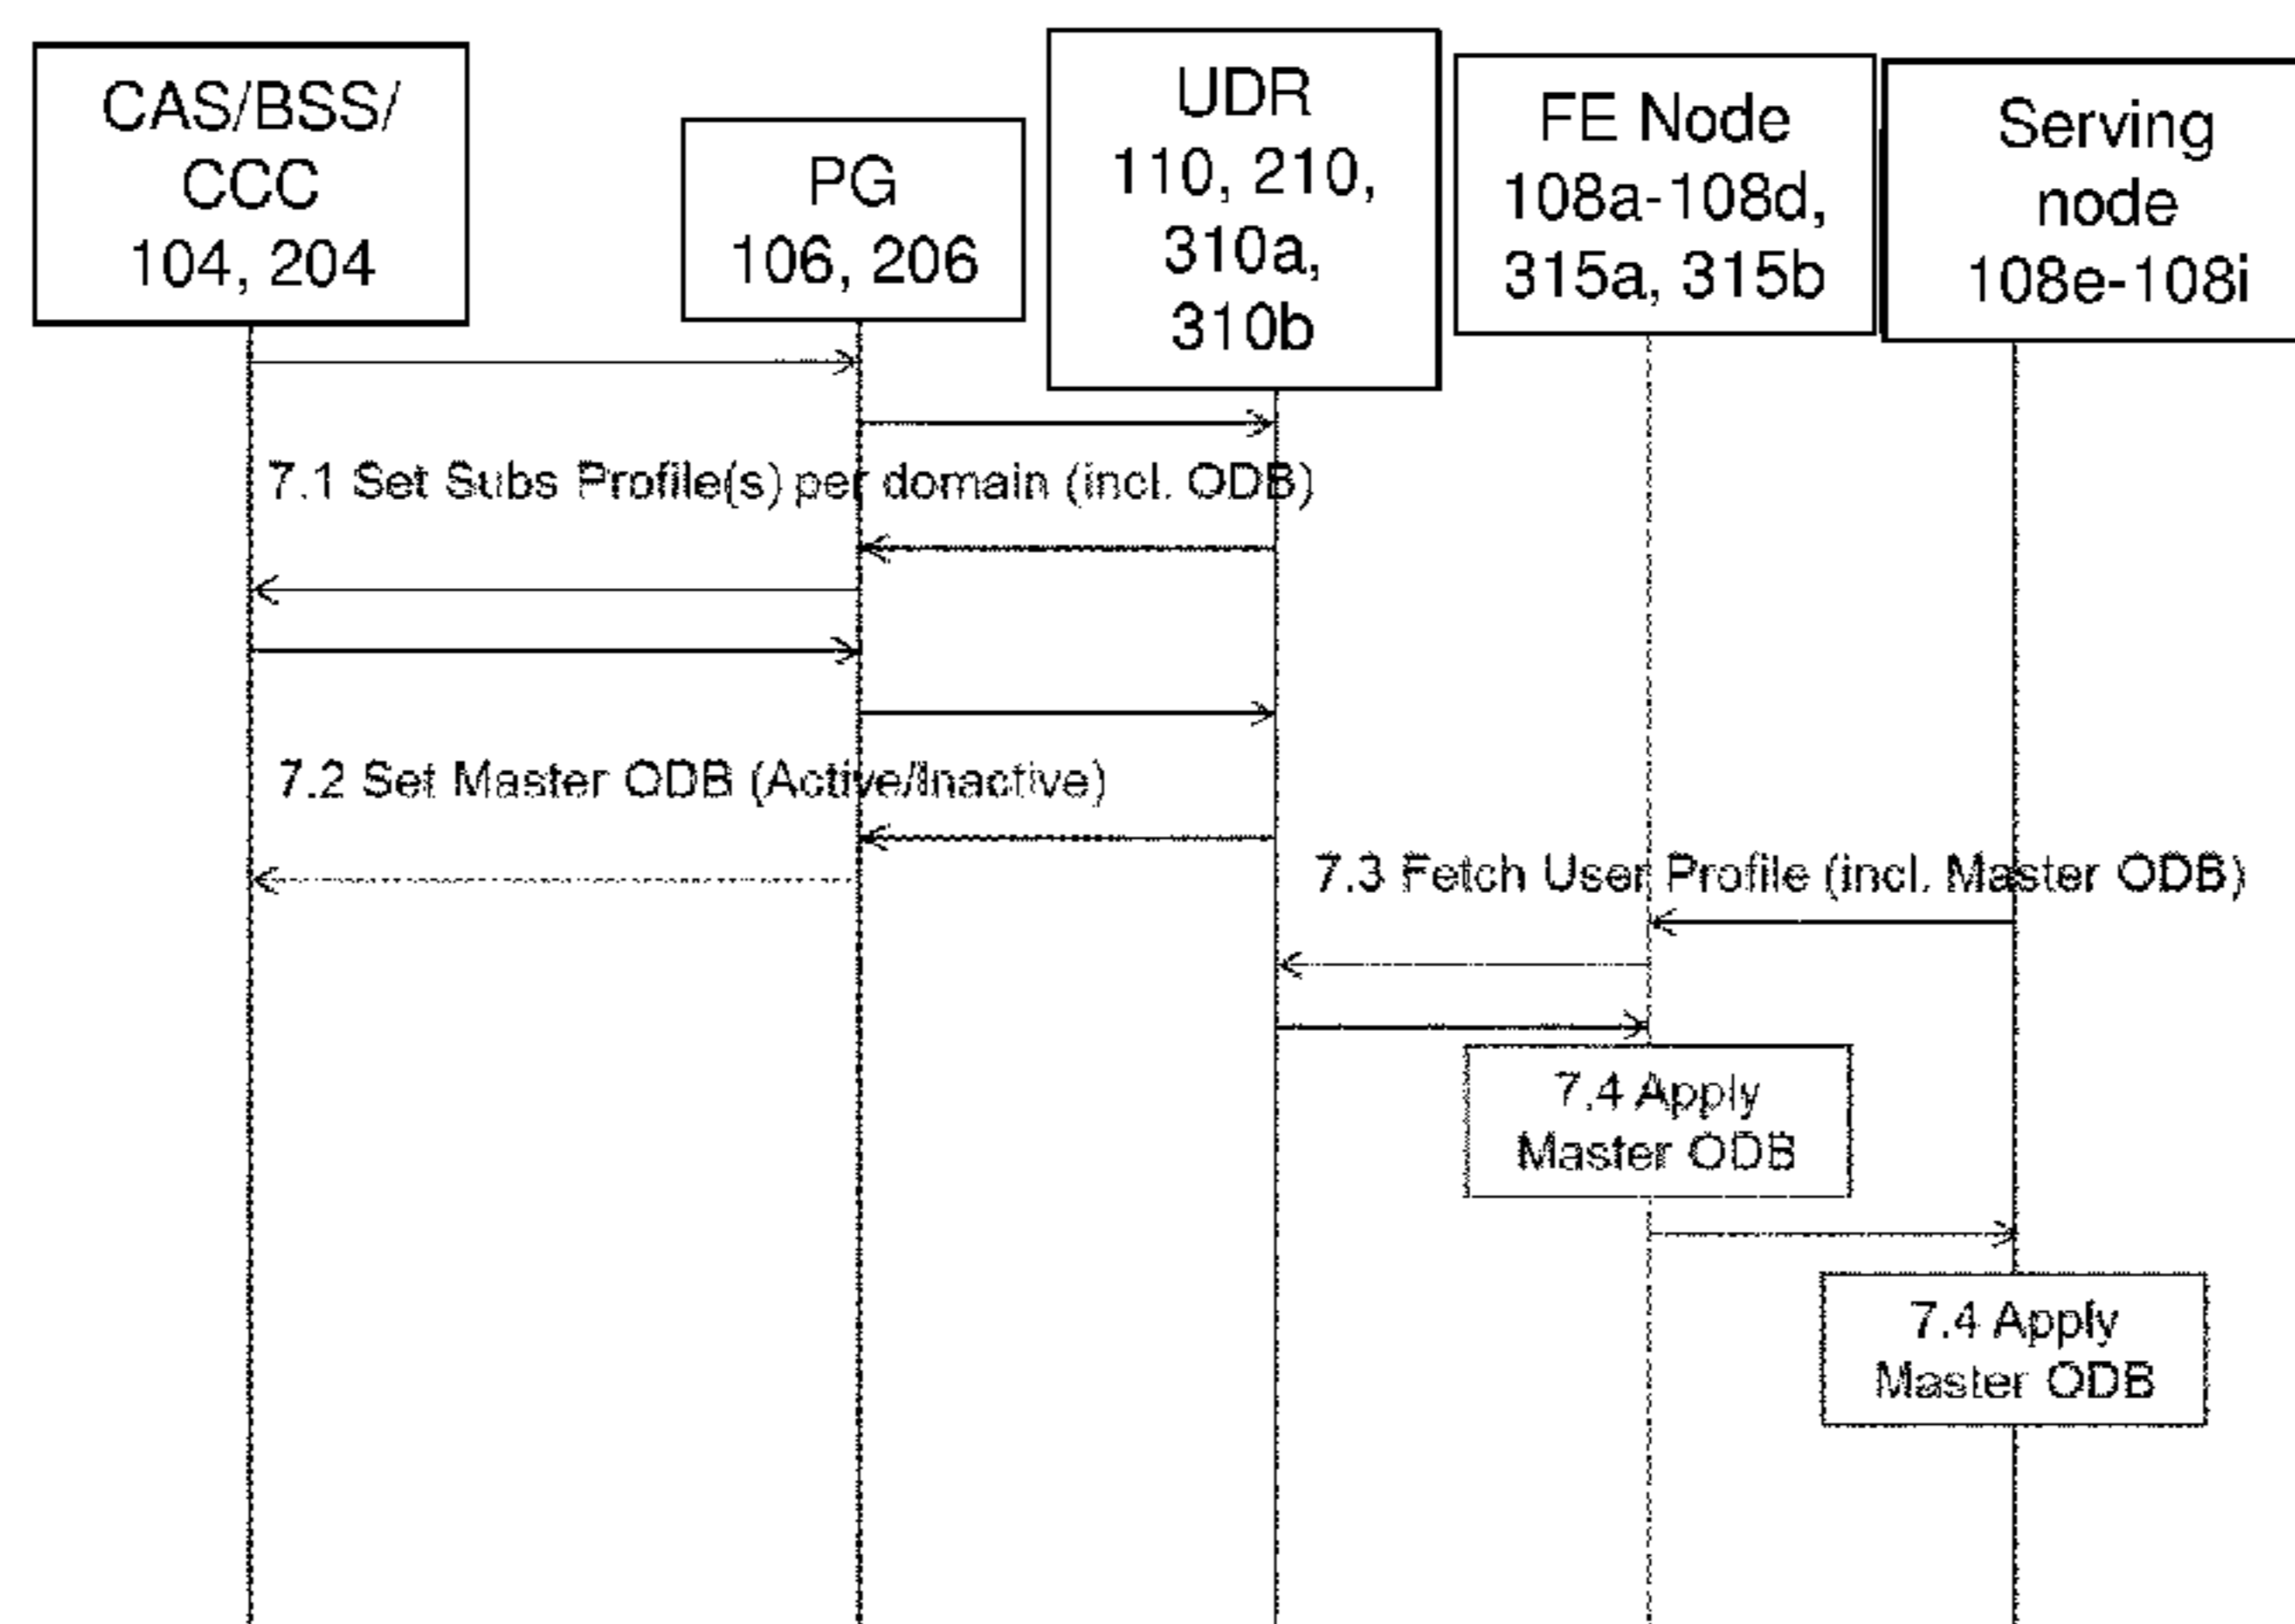 CAS/BSS/
CCC
104, 204
PG
106, 206
UDR
110, 210,
310a,
310b
FE Node
108a-108d,
315a, 315b
Serving
node
108e-108i
7.1 Set Subs Profile(s) per domain (incl. ODB)
7.2 Set Master ODB (Active/Inactive)
7.3 Fetch User Profile (incl. Master ODB)
7.4 Apply
Master ODB
7.4 Apply
Master ODB